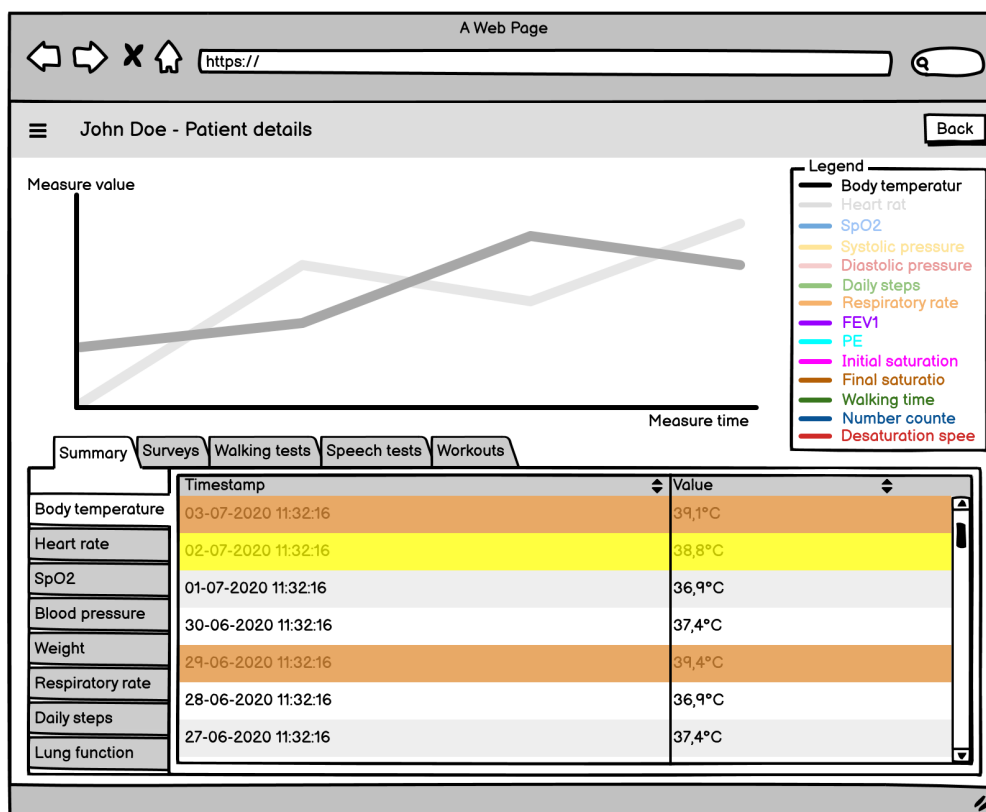 A Web Page
https://
John Doe - Patient details
Back
Measure value
Legend
Body temperatur
Heart rat
SpO2
Systolic pressure
Diastolic pressure
Daily steps
Respiratory rate
FEV1
PE
Initial saturation
Final saturatio
Walking time
Number counte
Desaturation spee
Measure time
Summary Surveys Walking tests Speech tests Workouts
Timestamp Value
Body temperature
Heart rate
SpO2
Blood pressure
Weight
Respiratory rate
Daily steps
Lung function
03-07-2020 11:32:16 39,1°C
02-07-2020 11:32:16 38,8°C
01-07-2020 11:32:16 36,9°C
30-06-2020 11:32:16 37,4°C
29-06-2020 11:32:16 39,4°C
28-06-2020 11:32:16 36,9°C
27-06-2020 11:32:16 37,4°C